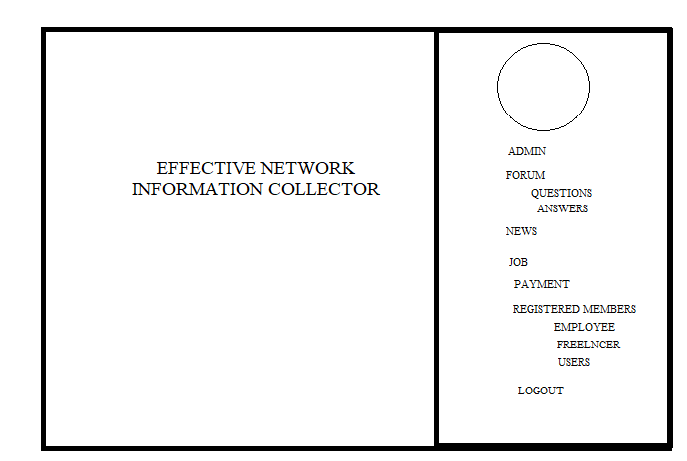 EFFECTIVE NETWORK
INFORMATION COLLECTOR
ADMIN
FORUM
QUESTIONS
ANSWERS
NEWS
JOB
PAYMENT
REGISTERED MEMBERS
EMPLOYEE
FREELNCER
USERS
LOGOUT